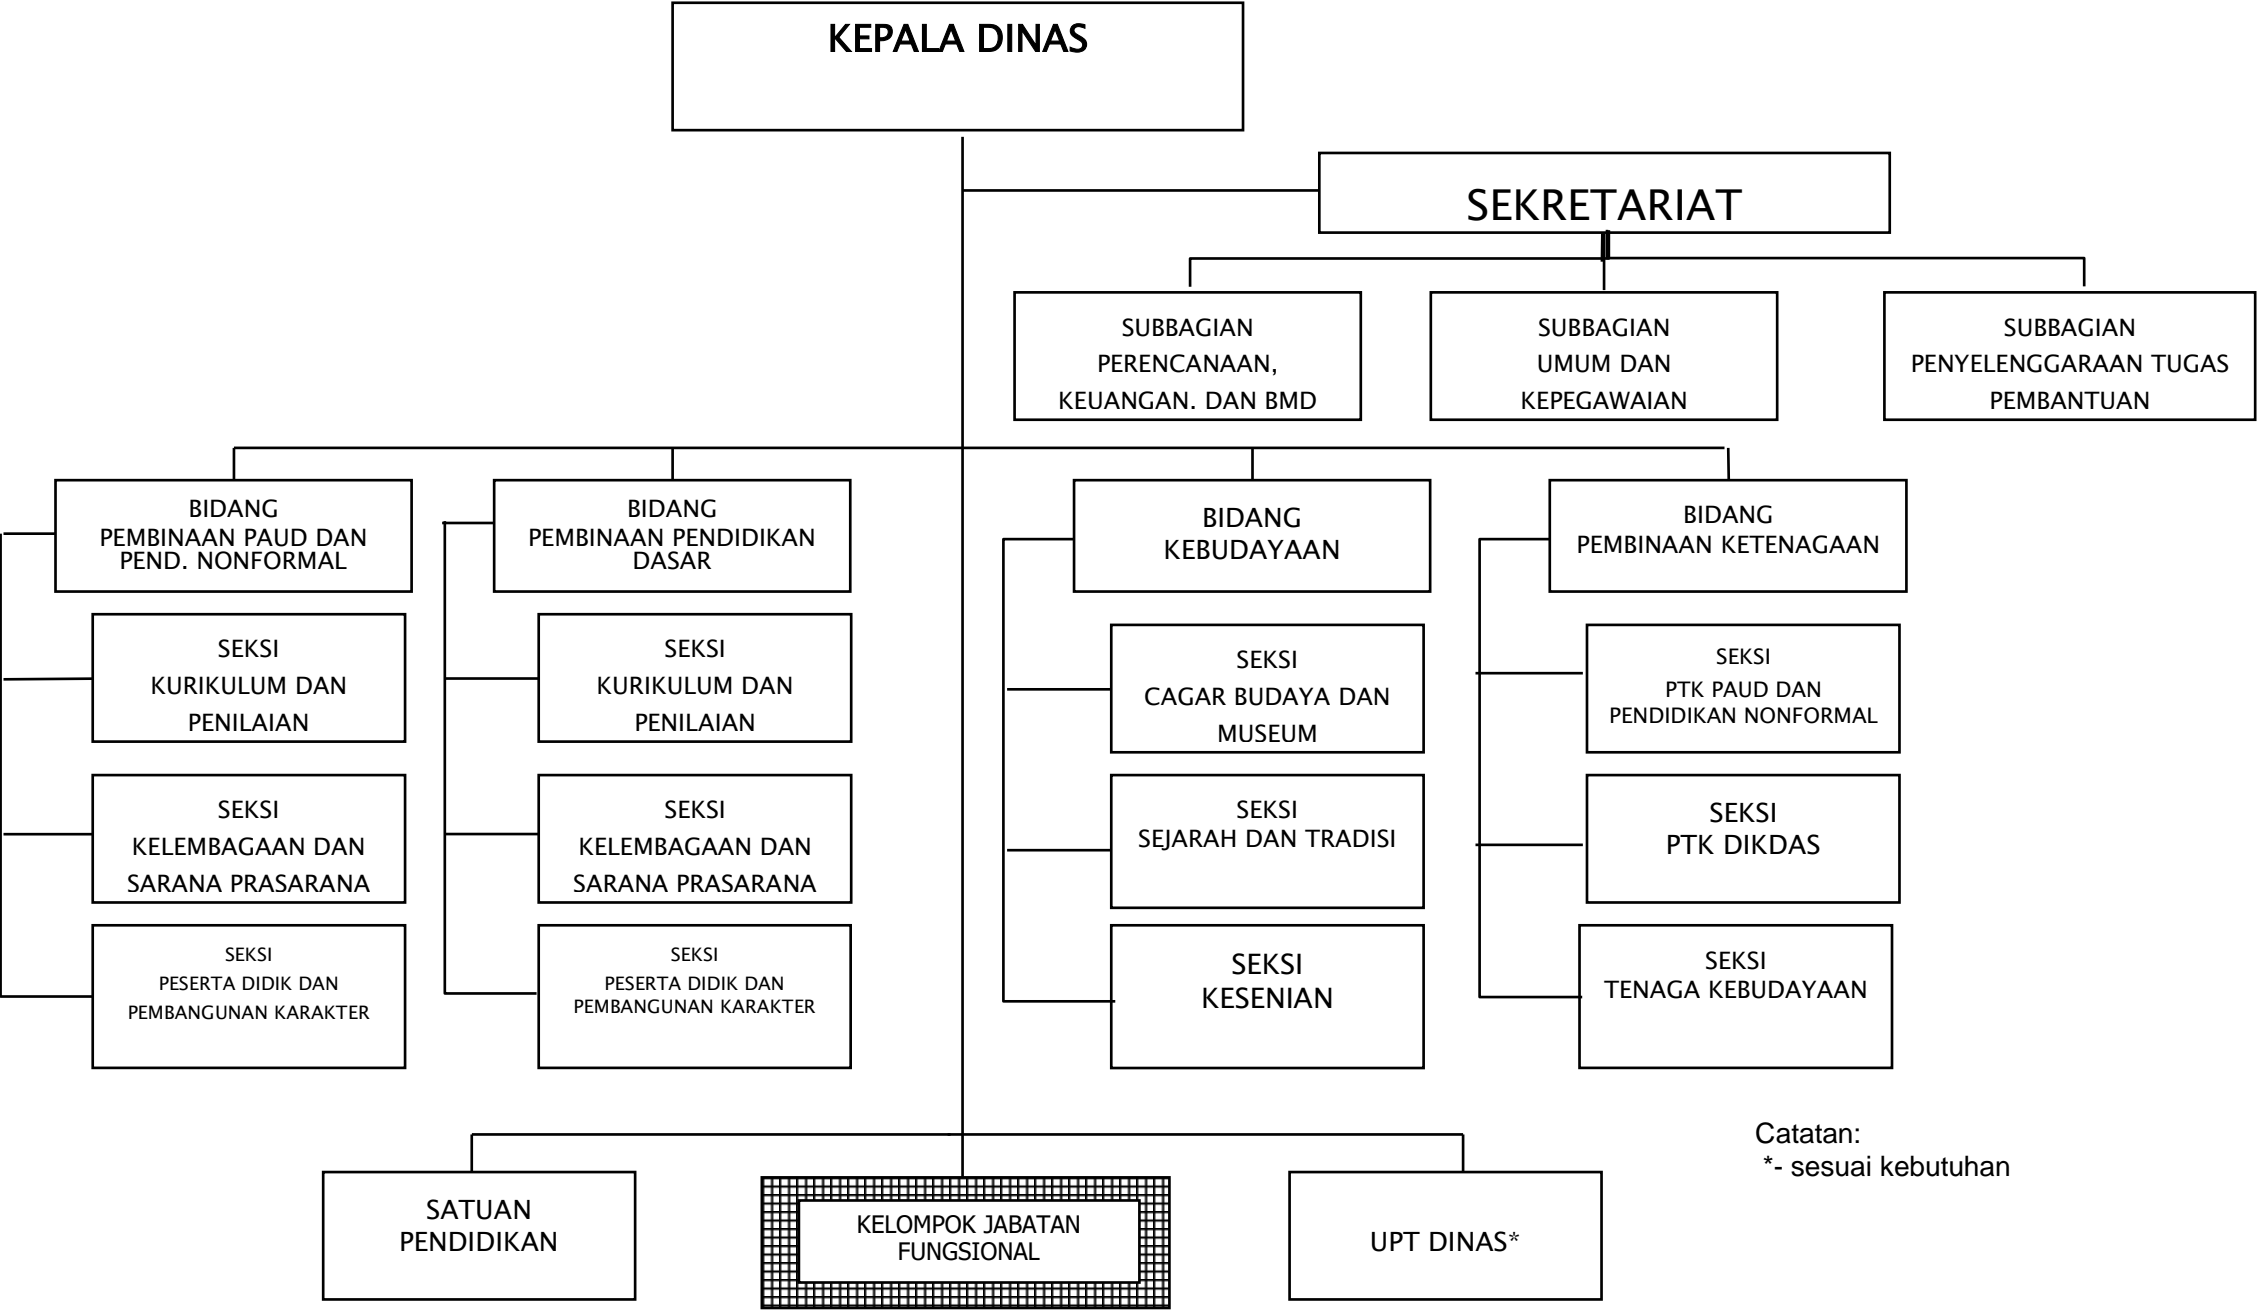 KEPALA DINAS
SEKRETARIAT
SUBBAGIAN
PERENCANAAN,
KEUANGAN. DAN BMD
SUBBAGIAN
UMUM DAN
KEPEGAWAIAN
SUBBAGIAN
PENYELENGGARAAN TUGAS
PEMBANTUAN
BIDANG
PEMBINAAN PAUD DAN
PEND. NONFORMAL
SEKSI
KURIKULUM DAN
PENILAIAN
SEKSI
KELEMBAGAAN DAN
SARANA PRASARANA
SEKSI
PESERTA DIDIK DAN
PEMBANGUNAN KARAKTER
BIDANG
PEMBINAAN PENDIDIKAN
DASAR
SEKSI
KURIKULUM DAN
PENILAIAN
SEKSI
KELEMBAGAAN DAN
SARANA PRASARANA
SEKSI
PESERTA DIDIK DAN
PEMBANGUNAN KARAKTER
BIDANG
KEBUDAYAAN
SEKSI
CAGAR BUDAYA DAN
MUSEUM
SEKSI
SEJARAH DAN TRADISI
SEKSI
KESENIAN
BIDANG
PEMBINAAN KETENAGAAN
SEKSI
PTK PAUD DAN
PENDIDIKAN NONFORMAL
SEKSI
PTK DIKDAS
SEKSI
TENAGA KEBUDAYAAN
SATUAN
PENDIDIKAN
KELOMPOK JABATAN
FUNGSIONAL
UPT DINAS*
Catatan:
*- sesuai kebutuhan